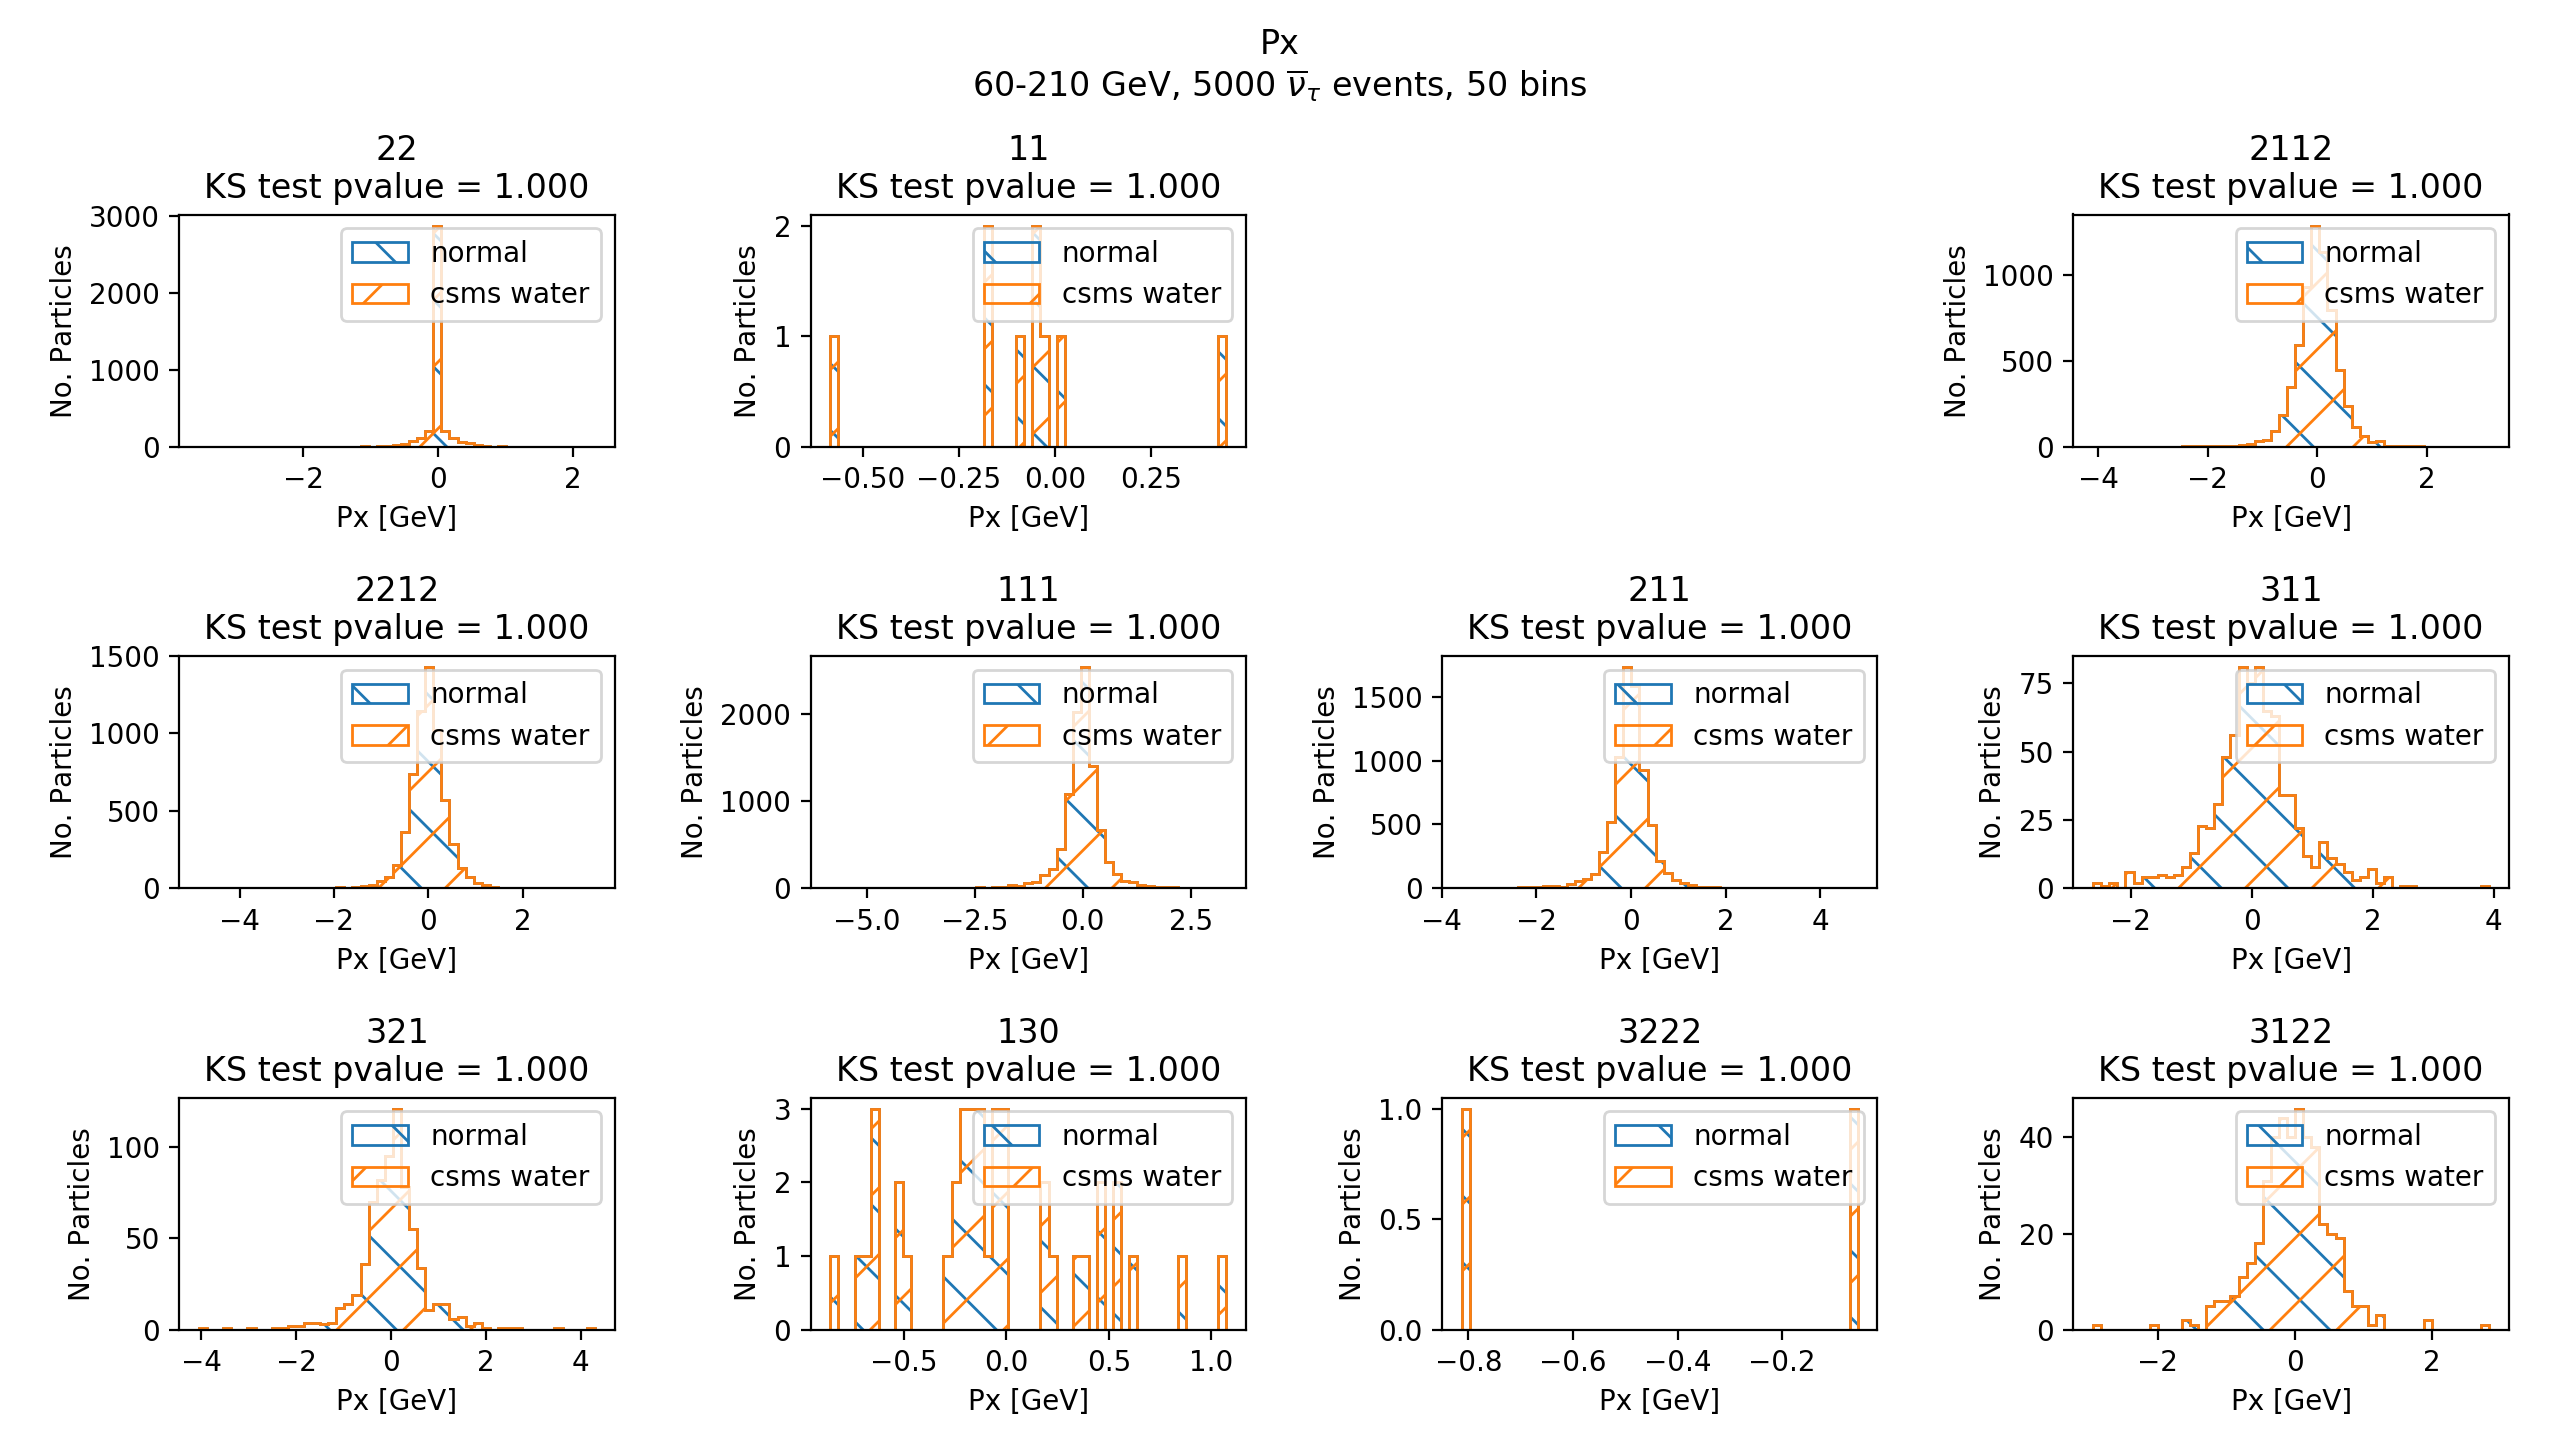 Px
60-210 GeV, 5000 ν̅τ events, 50 bins
22
KS test pvalue = 1.000
3000
2000
1000
0
No. Particles
normal
csms water
−2
0
2
Px [GeV]
11
KS test pvalue = 1.000
2
1
0
No. Particles
normal
csms water
−0.50
−0.25
0.00
0.25
Px [GeV]
2112
KS test pvalue = 1.000
1000
500
0
No. Particles
normal
csms water
−4
−2
0
2
Px [GeV]
2212
KS test pvalue = 1.000
1500
1000
500
0
No. Particles
normal
csms water
−4
−2
0
2
Px [GeV]
111
KS test pvalue = 1.000
2000
1000
0
No. Particles
normal
csms water
−5.0
−2.5
0.0
2.5
Px [GeV]
211
KS test pvalue = 1.000
1500
1000
500
0
No. Particles
normal
csms water
−4
−2
0
2
4
Px [GeV]
311
KS test pvalue = 1.000
75
50
25
0
No. Particles
normal
csms water
−2
0
2
4
Px [GeV]
321
KS test pvalue = 1.000
100
50
0
No. Particles
normal
csms water
−4
−2
0
2
4
Px [GeV]
130
KS test pvalue = 1.000
3
2
1
0
No. Particles
normal
csms water
−0.5
0.0
0.5
1.0
Px [GeV]
3222
KS test pvalue = 1.000
1.0
0.5
0.0
No. Particles
normal
csms water
−0.8
−0.6
−0.4
−0.2
Px [GeV]
3122
KS test pvalue = 1.000
40
20
0
No. Particles
normal
csms water
−2
0
2
Px [GeV]